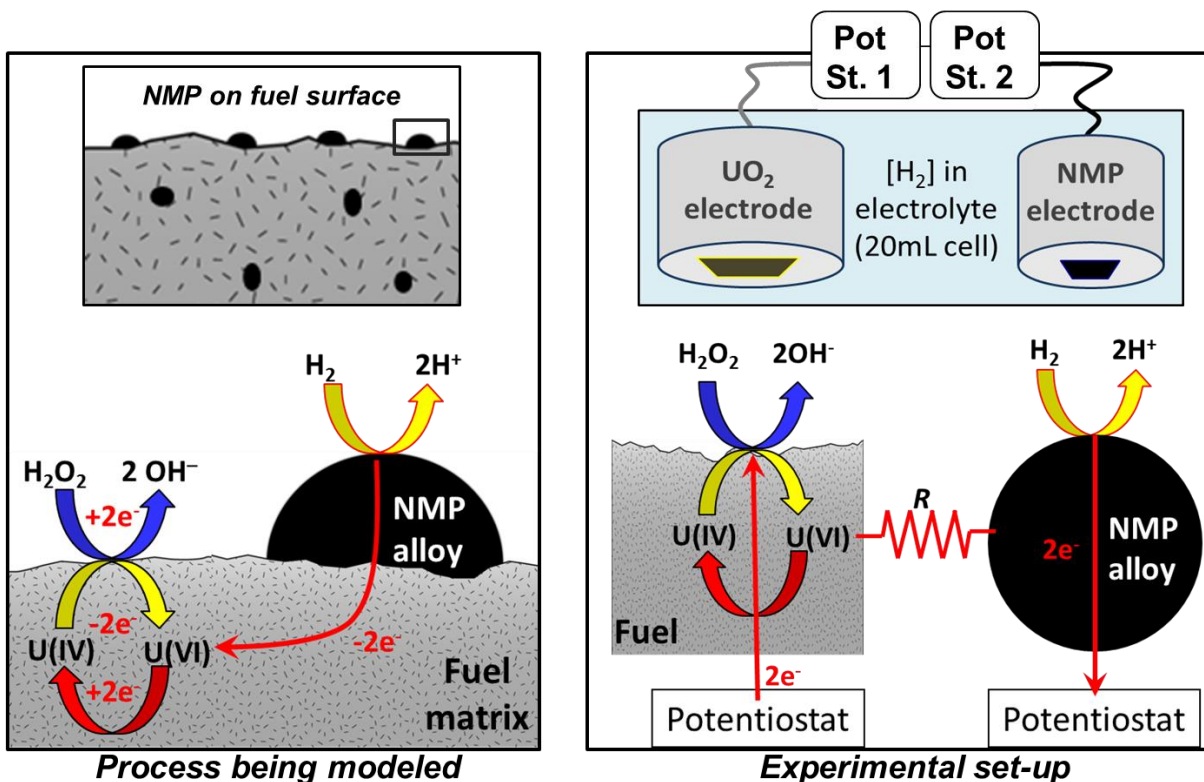 NMP on fuel surface
H₂
2H⁺
H₂O₂
2 OH⁻
+2e⁻
NMP
alloy
-2e⁻
U(IV)
U(VI)
-2e⁻
+2e⁻
Fuel
matrix
Process being modeled
Pot
St. 1
Pot
St. 2
UO₂
electrode
[H₂] in
electrolyte
(20mL cell)
NMP
electrode
H₂O₂
2OH⁻
H₂
2H⁺
U(IV)
U(VI)
R
2e⁻
NMP
alloy
Fuel
2e⁻
Potentiostat
Potentiostat
Experimental set-up